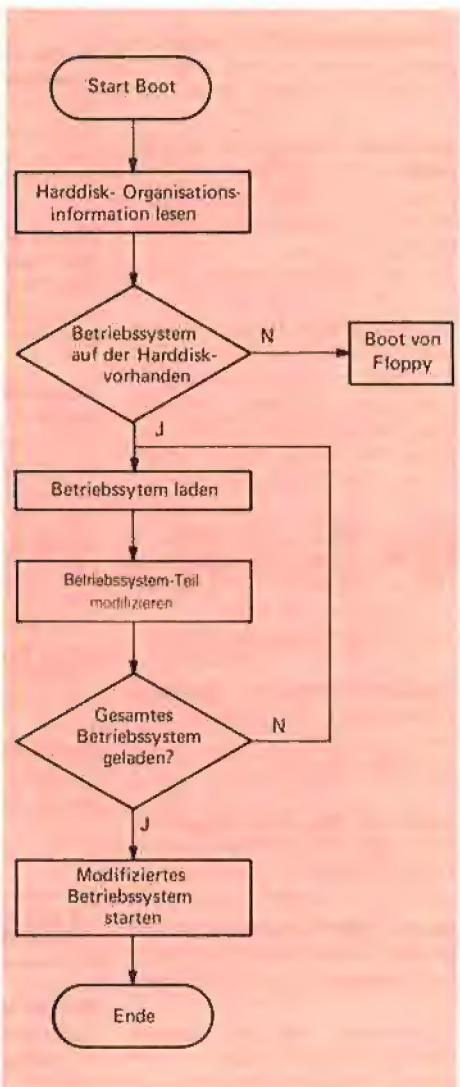 Start Boot
Harddisk- Organisations-
information lesen
Betriebssystem
auf der Harddisk-
vorhanden
N
Boot von
Floppy
J
Betriebssytem laden
Betriebssystem-Teil
modifizieren
Gesamtes
Betriebssystem
geladen?
N
J
Modifiziertes
Betriebssystem
starten
Ende